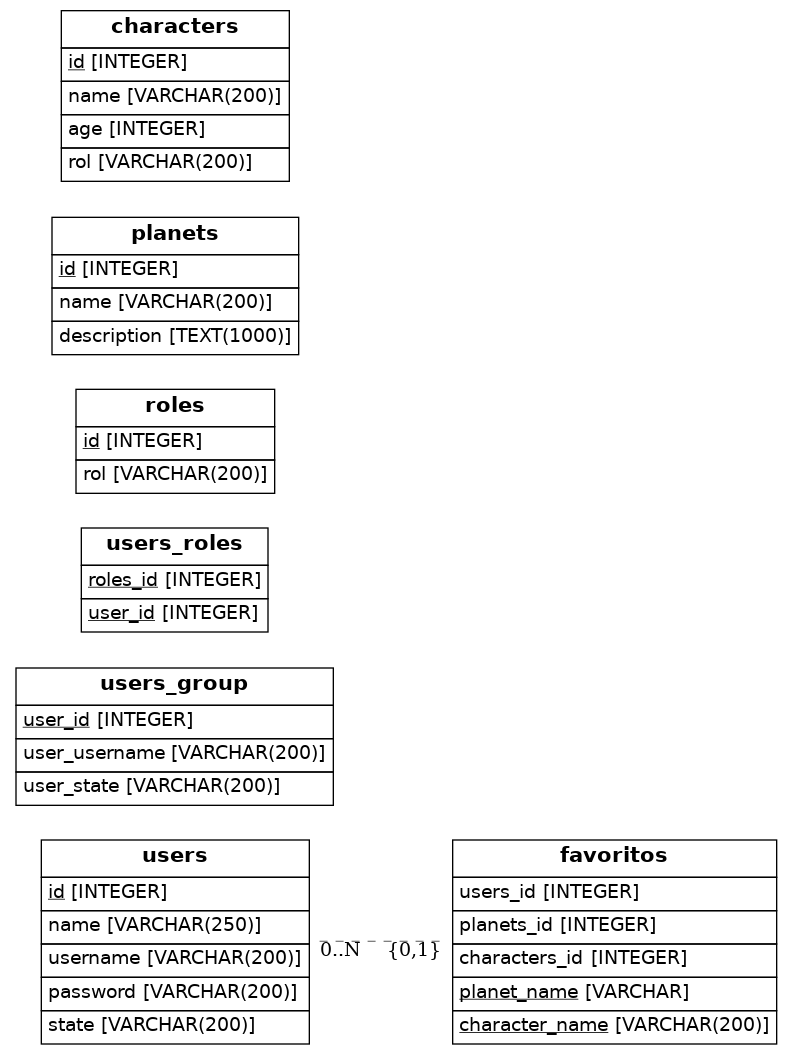 characters
id [INTEGER]
name [VARCHAR(200)]
age [INTEGER]
rol [VARCHAR(200)]
planets
id [INTEGER]
name [VARCHAR(200)]
description [TEXT(1000)]
roles
id [INTEGER]
rol [VARCHAR(200)]
users_roles
roles_id [INTEGER]
user_id [INTEGER]
users_group
user_id [INTEGER]
user_username [VARCHAR(200)]
user_state [VARCHAR(200)]
users
id [INTEGER]
name [VARCHAR(250)]
username [VARCHAR(200)]
password [VARCHAR(200)]
state [VARCHAR(200)]
0..N {0,1}
favoritos
users_id [INTEGER]
planets_id [INTEGER]
characters_id [INTEGER]
planet_name [VARCHAR]
character_name [VARCHAR(200)]